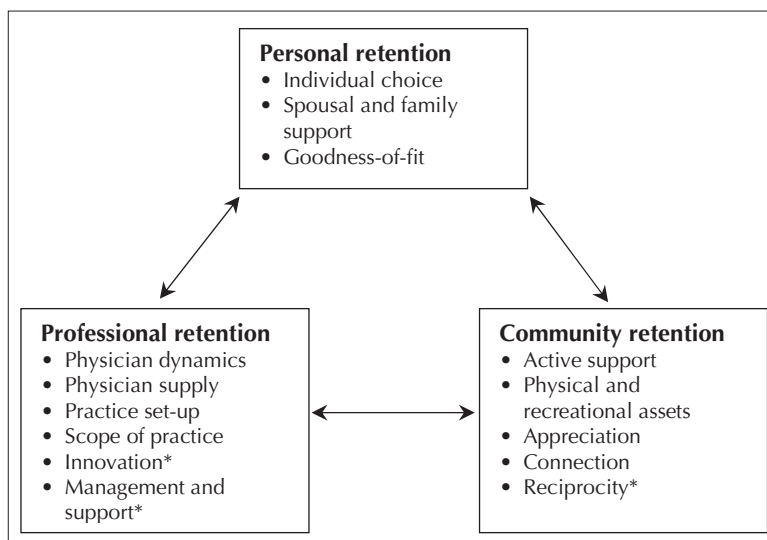 Personal retention
• Individual choice
• Spousal and family
support
• Goodness-of-fit
Professional retention
• Physician dynamics
• Physician supply
• Practice set-up
• Scope of practice
• Innovation*
• Management and
support*
Community retention
• Active support
• Physical and
recreational assets
• Appreciation
• Connection
• Reciprocity*